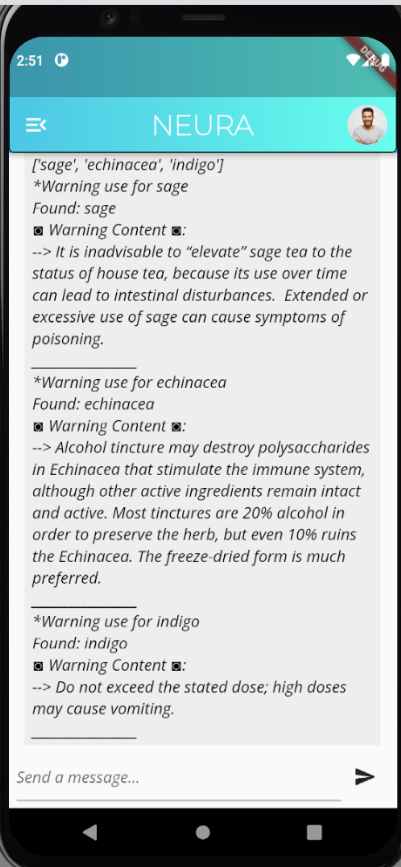 2:51
DEBUG
NEURA
['sage', 'echinacea', 'indigo']
*Warning use for sage
Found: sage
◙ Warning Content ◙:
--> It is inadvisable to “elevate” sage tea to the
status of house tea, because its use over time
can lead to intestinal disturbances.  Extended or
excessive use of sage can cause symptoms of
poisoning.
________________
*Warning use for echinacea
Found: echinacea
◙ Warning Content ◙:
--> Alcohol tincture may destroy polysaccharides
in Echinacea that stimulate the immune system,
although other active ingredients remain intact
and active. Most tinctures are 20% alcohol in
order to preserve the herb, but even 10% ruins
the Echinacea. The freeze-dried form is much
preferred.
________________
*Warning use for indigo
Found: indigo
◙ Warning Content ◙:
--> Do not exceed the stated dose; high doses
may cause vomiting.
________________
Send a message...